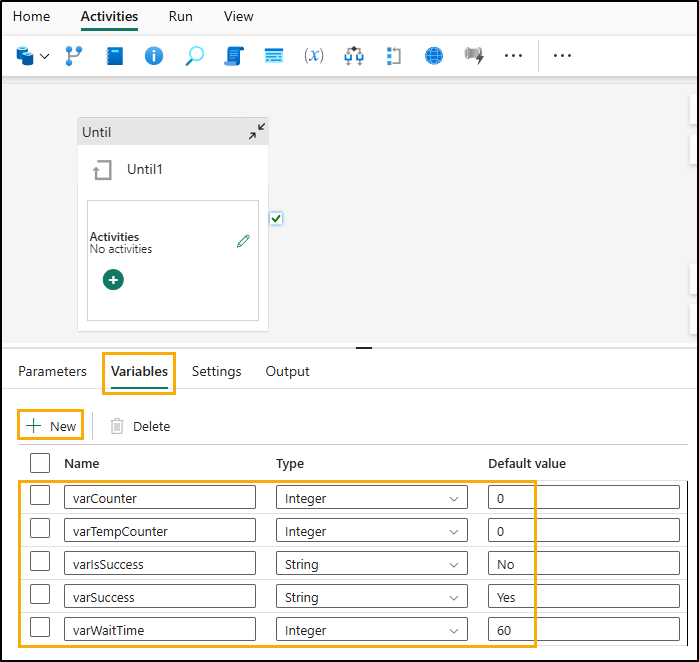 Home Activities Run View
(x)
Until
Until1
Activities
No activities
Parameters Variables Settings Output
New Delete
Name Type Default value
varCounter Integer 0
varTempCounter Integer 0
varIsSuccess String No
varSuccess String Yes
varWaitTime Integer 60